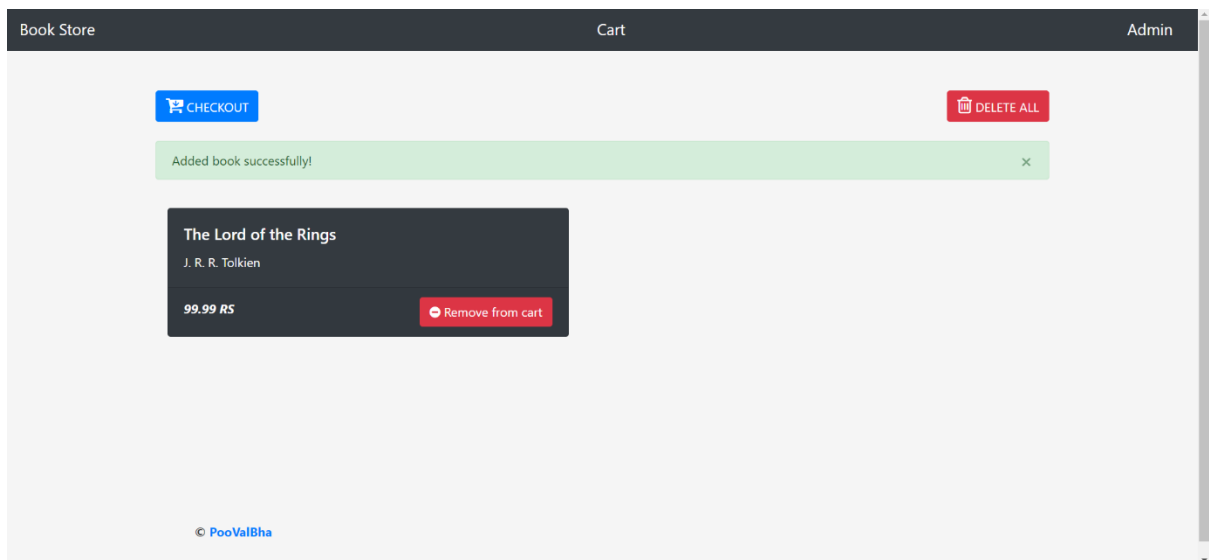 Book Store Cart Admin
CHECKOUT DELETE ALL
Added book successfully! ×
The Lord of the Rings
J. R. R. Tolkien
99.99 RS Remove from cart
© PooValBha